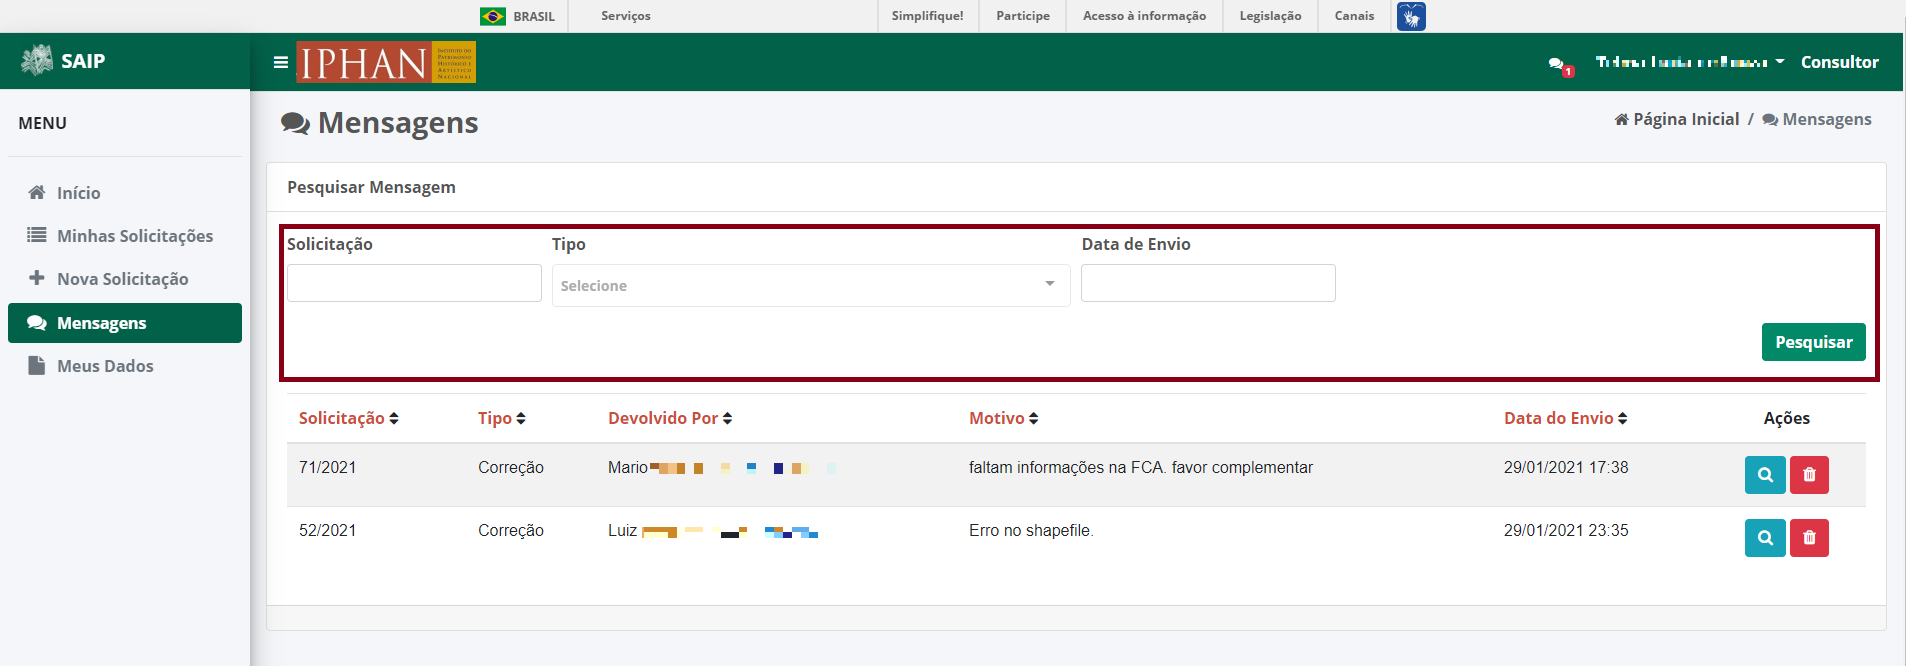 BRASIL Serviços Simplifique! Participe Acesso à informação Legislação Canais
SAIP
IPHAN
INSTITUTO DO
PATRIMÔNIO
HISTÓRICO E
ARTÍSTICO
NACIONAL
1
Consultor
MENU
Início
Minhas Solicitações
Nova Solicitação
Mensagens
Meus Dados
Mensagens
Página Inicial / Mensagens
Pesquisar Mensagem
Solicitação Tipo Data de Envio
Selecione
Pesquisar
Solicitação Tipo Devolvido Por Motivo Data do Envio Ações
71/2021 Correção Mario faltam informações na FCA. favor complementar 29/01/2021 17:38
52/2021 Correção Luiz Erro no shapefile. 29/01/2021 23:35